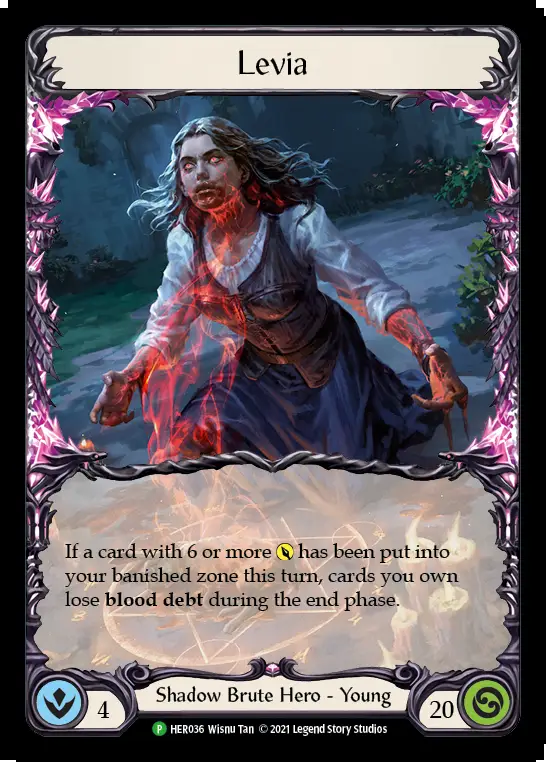 Levia
If a card with 6 or more has been put into
your banished zone this turn, cards you own
lose blood debt during the end phase.
4
Shadow Brute Hero - Young
20
P HER036 Wisnu Tan © 2021 Legend Story Studios